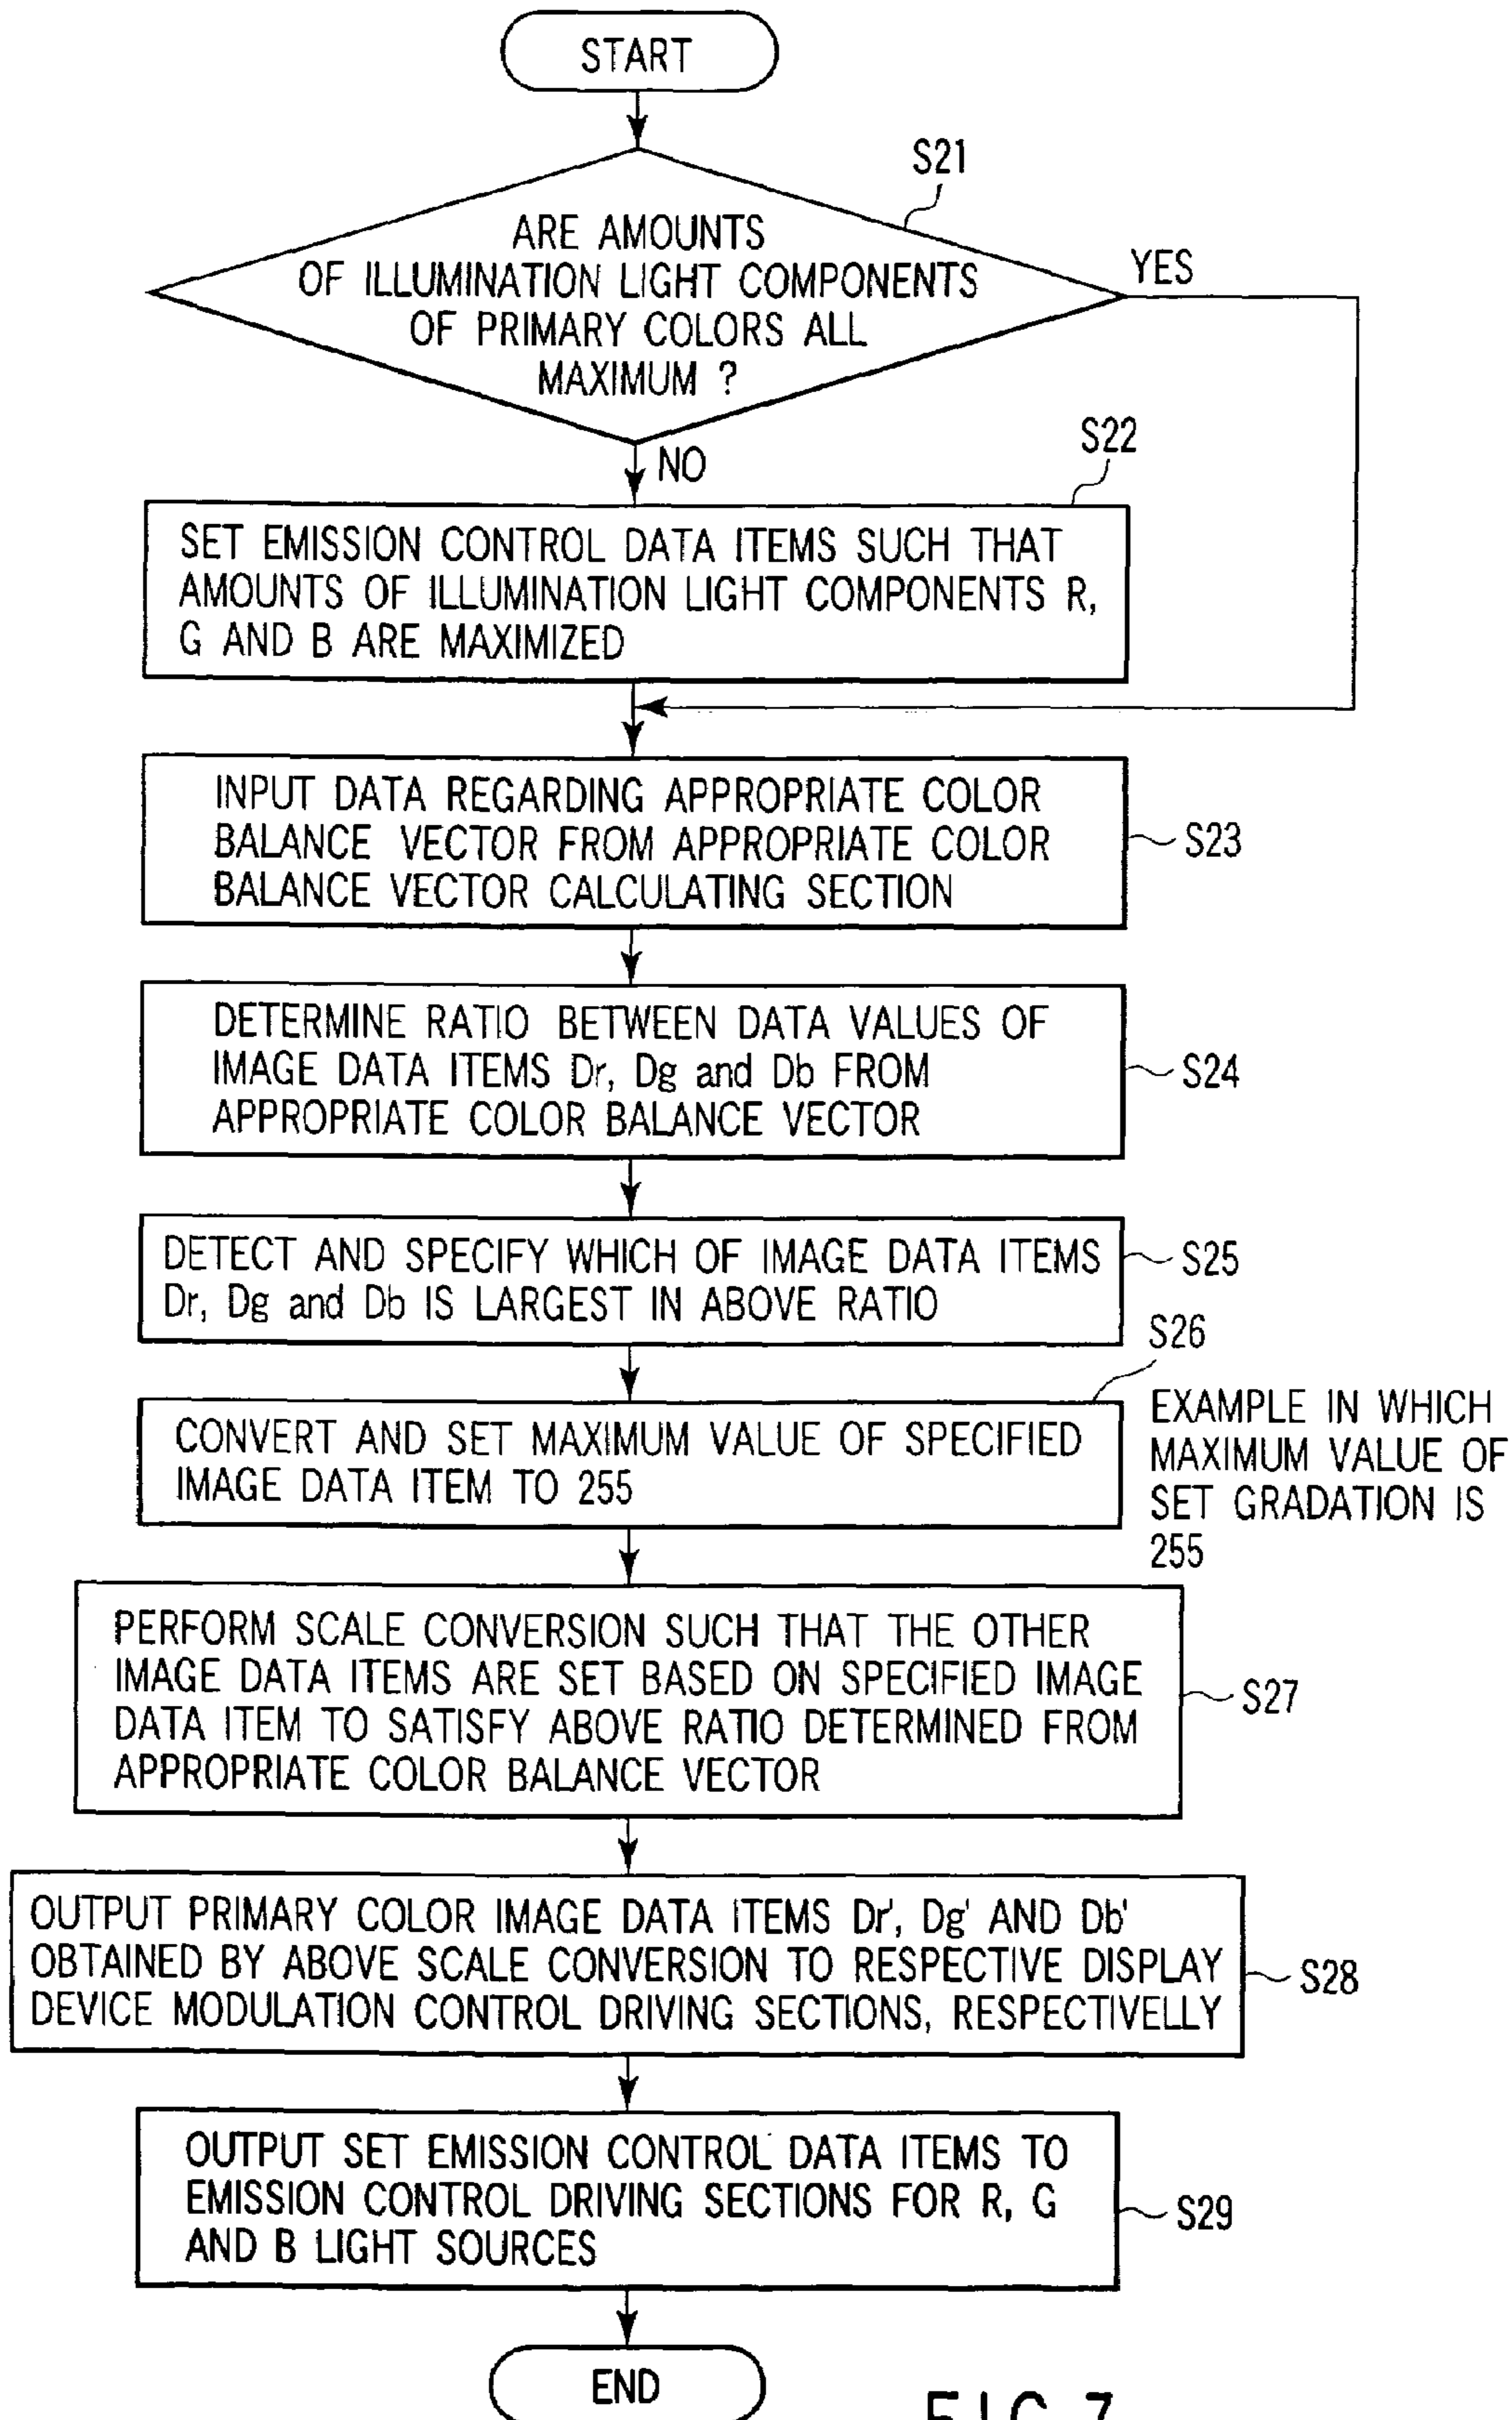 START
S21
ARE AMOUNTS
OF ILLUMINATION LIGHT COMPONENTS
OF PRIMARY COLORS ALL
MAXIMUM ?
YES
NO
S22
SET EMISSION CONTROL DATA ITEMS SUCH THAT
AMOUNTS OF ILLUMINATION LIGHT COMPONENTS R,
G AND B ARE MAXIMIZED
INPUT DATA REGARDING APPROPRIATE COLOR
BALANCE VECTOR FROM APPROPRIATE COLOR
BALANCE VECTOR CALCULATING SECTION
S23
DETERMINE RATIO BETWEEN DATA VALUES OF
IMAGE DATA ITEMS Dr, Dg and Db FROM
APPROPRIATE COLOR BALANCE VECTOR
S24
DETECT AND SPECIFY WHICH OF IMAGE DATA ITEMS
Dr, Dg and Db IS LARGEST IN ABOVE RATIO
S25
S26
CONVERT AND SET MAXIMUM VALUE OF SPECIFIED
IMAGE DATA ITEM TO 255
EXAMPLE IN WHICH
MAXIMUM VALUE OF
SET GRADATION IS
255
PERFORM SCALE CONVERSION SUCH THAT THE OTHER
IMAGE DATA ITEMS ARE SET BASED ON SPECIFIED IMAGE
DATA ITEM TO SATISFY ABOVE RATIO DETERMINED FROM
APPROPRIATE COLOR BALANCE VECTOR
S27
OUTPUT PRIMARY COLOR IMAGE DATA ITEMS Dr', Dg' AND Db'
OBTAINED BY ABOVE SCALE CONVERSION TO RESPECTIVE DISPLAY
DEVICE MODULATION CONTROL DRIVING SECTIONS, RESPECTIVELLY
S28
OUTPUT SET EMISSION CONTROL DATA ITEMS TO
EMISSION CONTROL DRIVING SECTIONS FOR R, G
AND B LIGHT SOURCES
S29
END
FIG.7